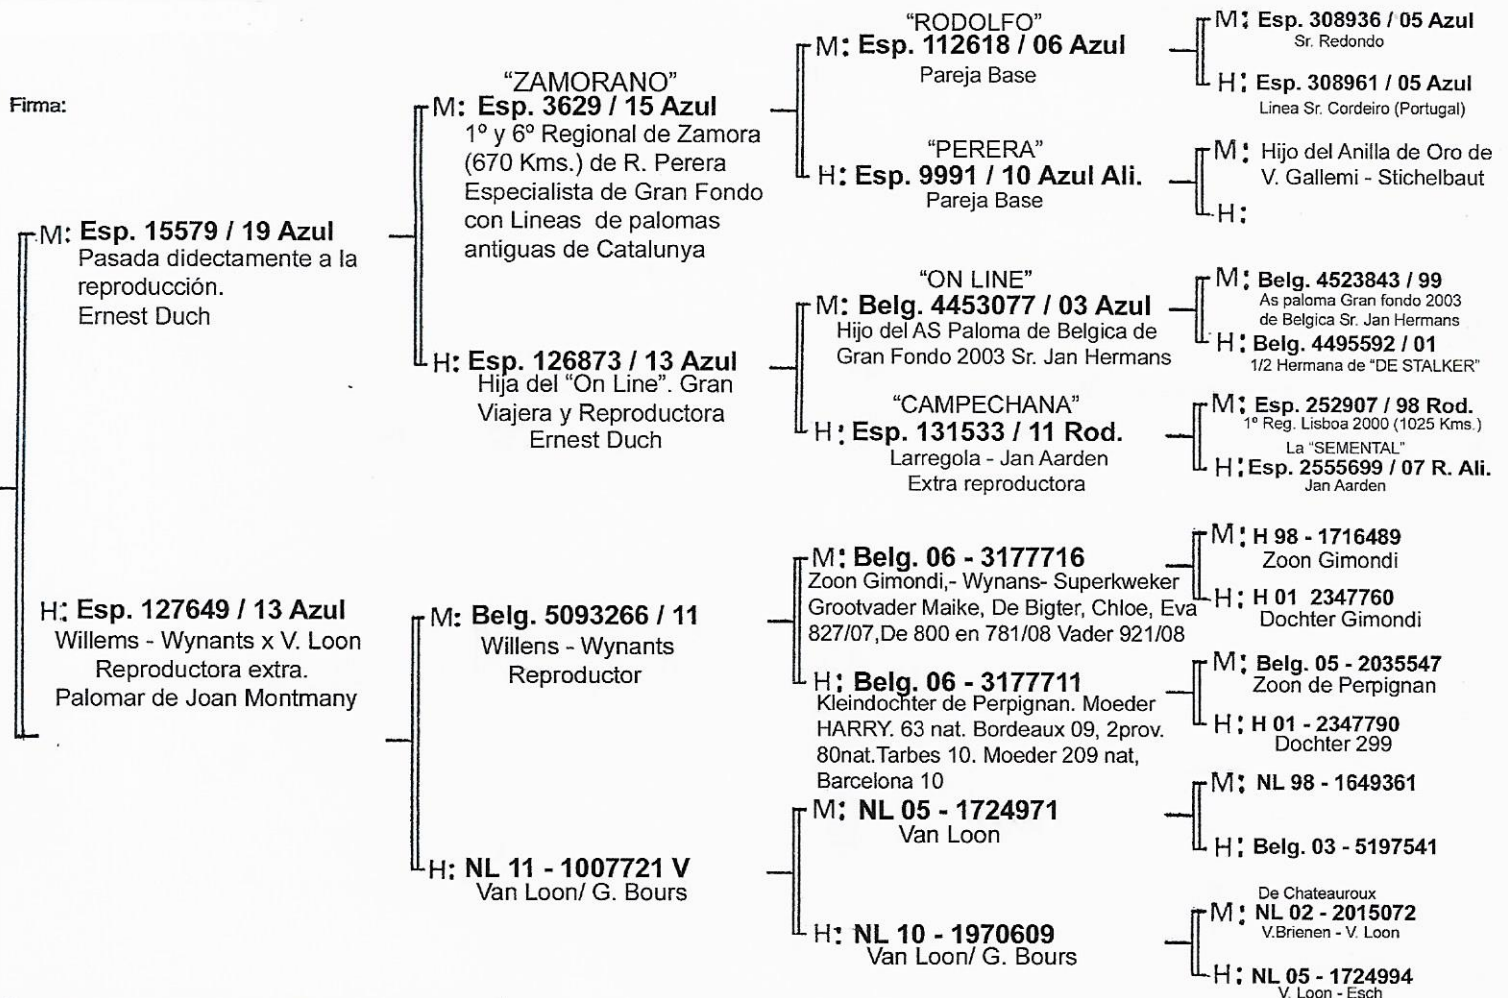 Firma:
M: Esp. 15579 / 19 Azul
Pasada didectamente a la
reproducción.
Ernest Duch
H: Esp. 127649 / 13 Azul
Willems - Wynants x V. Loon
Reproductora extra.
Palomar de Joan Montmany
"ZAMORANO"
M: Esp. 3629 / 15 Azul
1º y 6º Regional de Zamora
(670 Kms.) de R. Perera
Especialista de Gran Fondo
con Lineas de palomas
antiguas de Catalunya
H: Esp. 126873 / 13 Azul
Hija del "On Line". Gran
Viajera y Reproductora
Ernest Duch
M: Belg. 5093266 / 11
Willens - Wynants
Reproductor
H: NL 11 - 1007721 V
Van Loon/ G. Bours
"RODOLFO"
M: Esp. 112618 / 06 Azul
Pareja Base
"PERERA"
H: Esp. 9991 / 10 Azul Ali.
Pareja Base
"ON LINE"
M: Belg. 4453077 / 03 Azul
Hijo del AS Paloma de Belgica de
Gran Fondo 2003 Sr. Jan Hermans
"CAMPECHANA"
H: Esp. 131533 / 11 Rod.
Larregola - Jan Aarden
Extra reproductora
M: Belg. 06 - 3177716
Zoon Gimondi,- Wynans- Superkweker
Grootvader Maike, De Bigter, Chloe, Eva
827/07,De 800 en 781/08 Vader 921/08
H: Belg. 06 - 3177711
Kleindochter de Perpignan. Moeder
HARRY. 63 nat. Bordeaux 09, 2prov.
80nat.Tarbes 10. Moeder 209 nat,
Barcelona 10
M: NL 05 - 1724971
Van Loon
H: NL 10 - 1970609
Van Loon/ G. Bours
M: Esp. 308936 / 05 Azul
Sr. Redondo
H: Esp. 308961 / 05 Azul
Linea Sr. Cordeiro (Portugal)
M: Hijo del Anilla de Oro de
V. Gallemi - Stichelbaut
H:
M: Belg. 4523843 / 99
As paloma Gran fondo 2003
de Belgica Sr. Jan Hermans
H: Belg. 4495592 / 01
1/2 Hermana de "DE STALKER"
M: Esp. 252907 / 98 Rod.
1º Reg. Lisboa 2000 (1025 Kms.)
La "SEMENTAL"
H: Esp. 2555699 / 07 R. Ali.
Jan Aarden
M: H 98 - 1716489
Zoon Gimondi
H: H 01 2347760
Dochter Gimondi
M: Belg. 05 - 2035547
Zoon de Perpignan
H: H 01 - 2347790
Dochter 299
M: NL 98 - 1649361
H: Belg. 03 - 5197541
De Chateauroux
M: NL 02 - 2015072
V.Brienen - V. Loon
H: NL 05 - 1724994
V. Loon - Esch